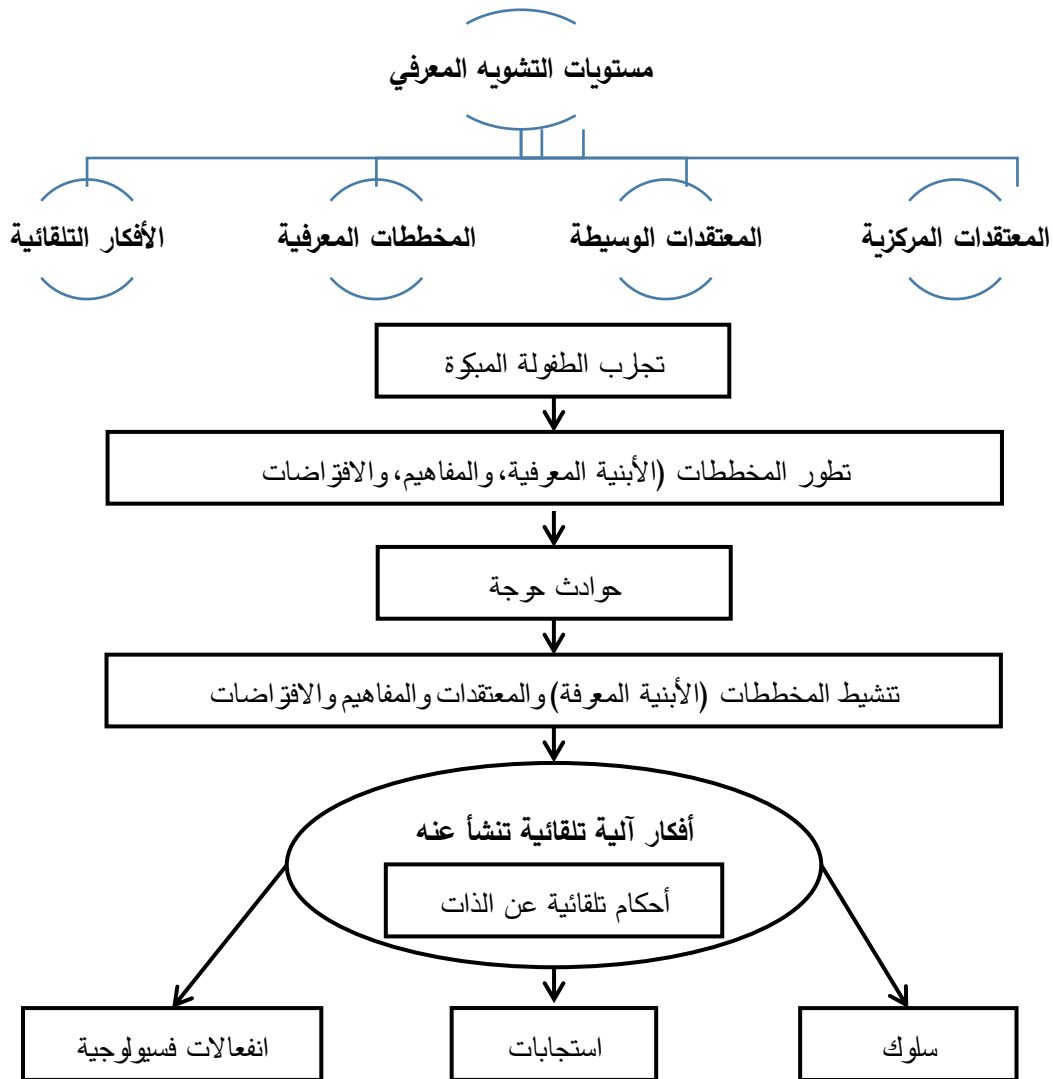 مستويات التشويه المعرفي
المعتقدات المركزية
المعتقدات الوسيطة
المخططات المعرفية
الأفكار التلقائية
تجارب الطفولة المبكرة
تطور المخططات (الأبنية المعرفية، والمفاهيم، والافتراضات
حوادث حرجة
تنشيط المخططات (الأبنية المعرفة) والمعتقدات والمفاهيم والافتراضات
أفكار آلية تلقائية تنشأ عنه
أحكام تلقائية عن الذات
سلوك
استجابات
انفعالات فسيولوجية